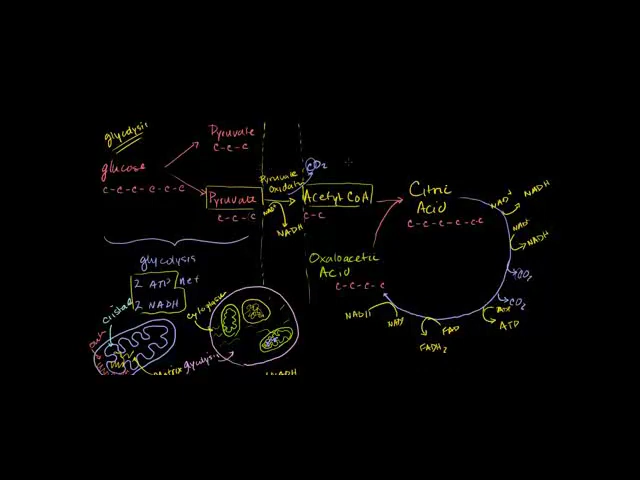 glycolysis
glucose
C-C-C-C-C-C
Pyruvate
C-C-C
Pyruvate
C-C-C
Pyruvate
Oxidation
NAD+
NADH
CO2
Acetyl CoA
C-C
Citric
Acid
C-C-C-C-C-C
Oxaloacetic
Acid
C-C-C-C
NAD+
NADH
NAD+
NADH
CO2
CO2
ADP
ATP
FAD
FADH2
NAD+
NADH
glycolysis
2 ATP net
2 NADH
cristae
Matrix
cytoplasm
glycolysis
NADH